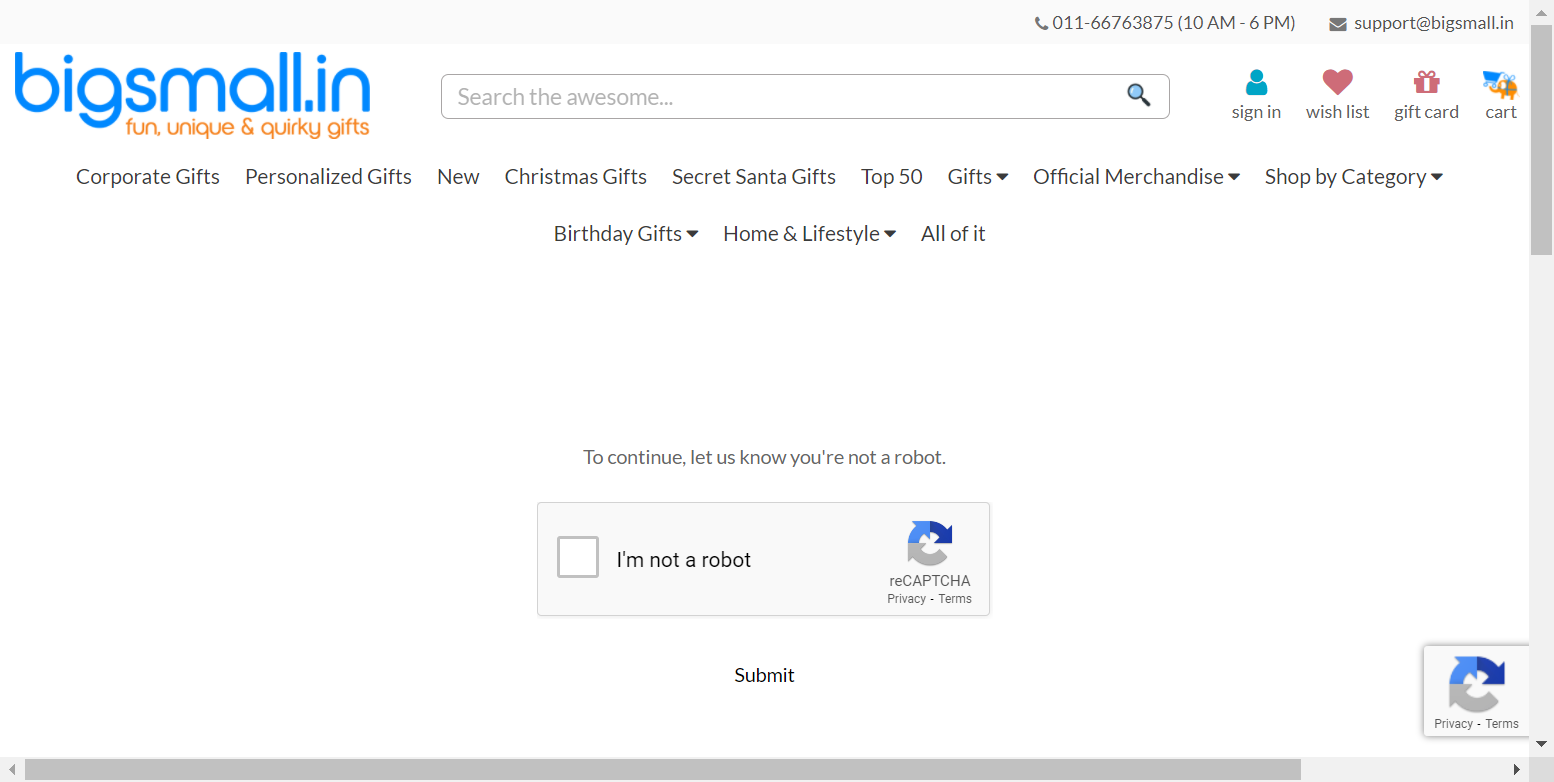 011-66763875 (10 AM - 6 PM) support@bigsmall.in
bigsmall.in
fun, unique & quirky gifts
Search the awesome...
sign in wish list gift card cart
Corporate Gifts Personalized Gifts New Christmas Gifts Secret Santa Gifts Top 50 Gifts Official Merchandise Shop by Category
Birthday Gifts Home & Lifestyle All of it
To continue, let us know you're not a robot.
I'm not a robot
reCAPTCHA
Privacy - Terms
Submit
Privacy - Terms